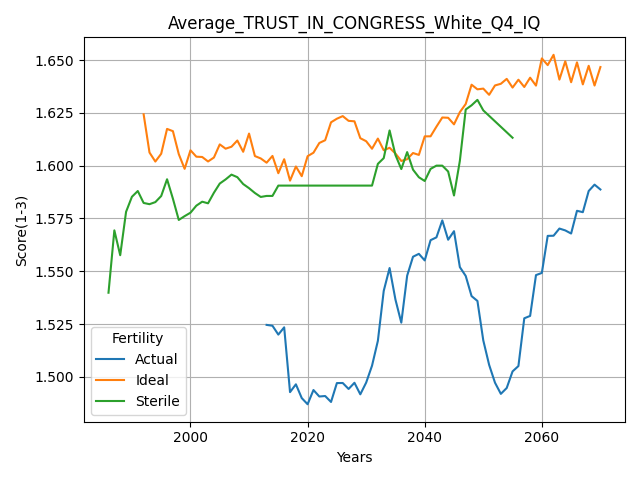 Average_TRUST_IN_CONGRESS_White_Q4_IQ
Score(1-3)
1.650
1.625
1.600
1.575
1.550
1.525
1.500
Fertility
Actual
Ideal
Sterile
2000 2020 2040 2060
Years